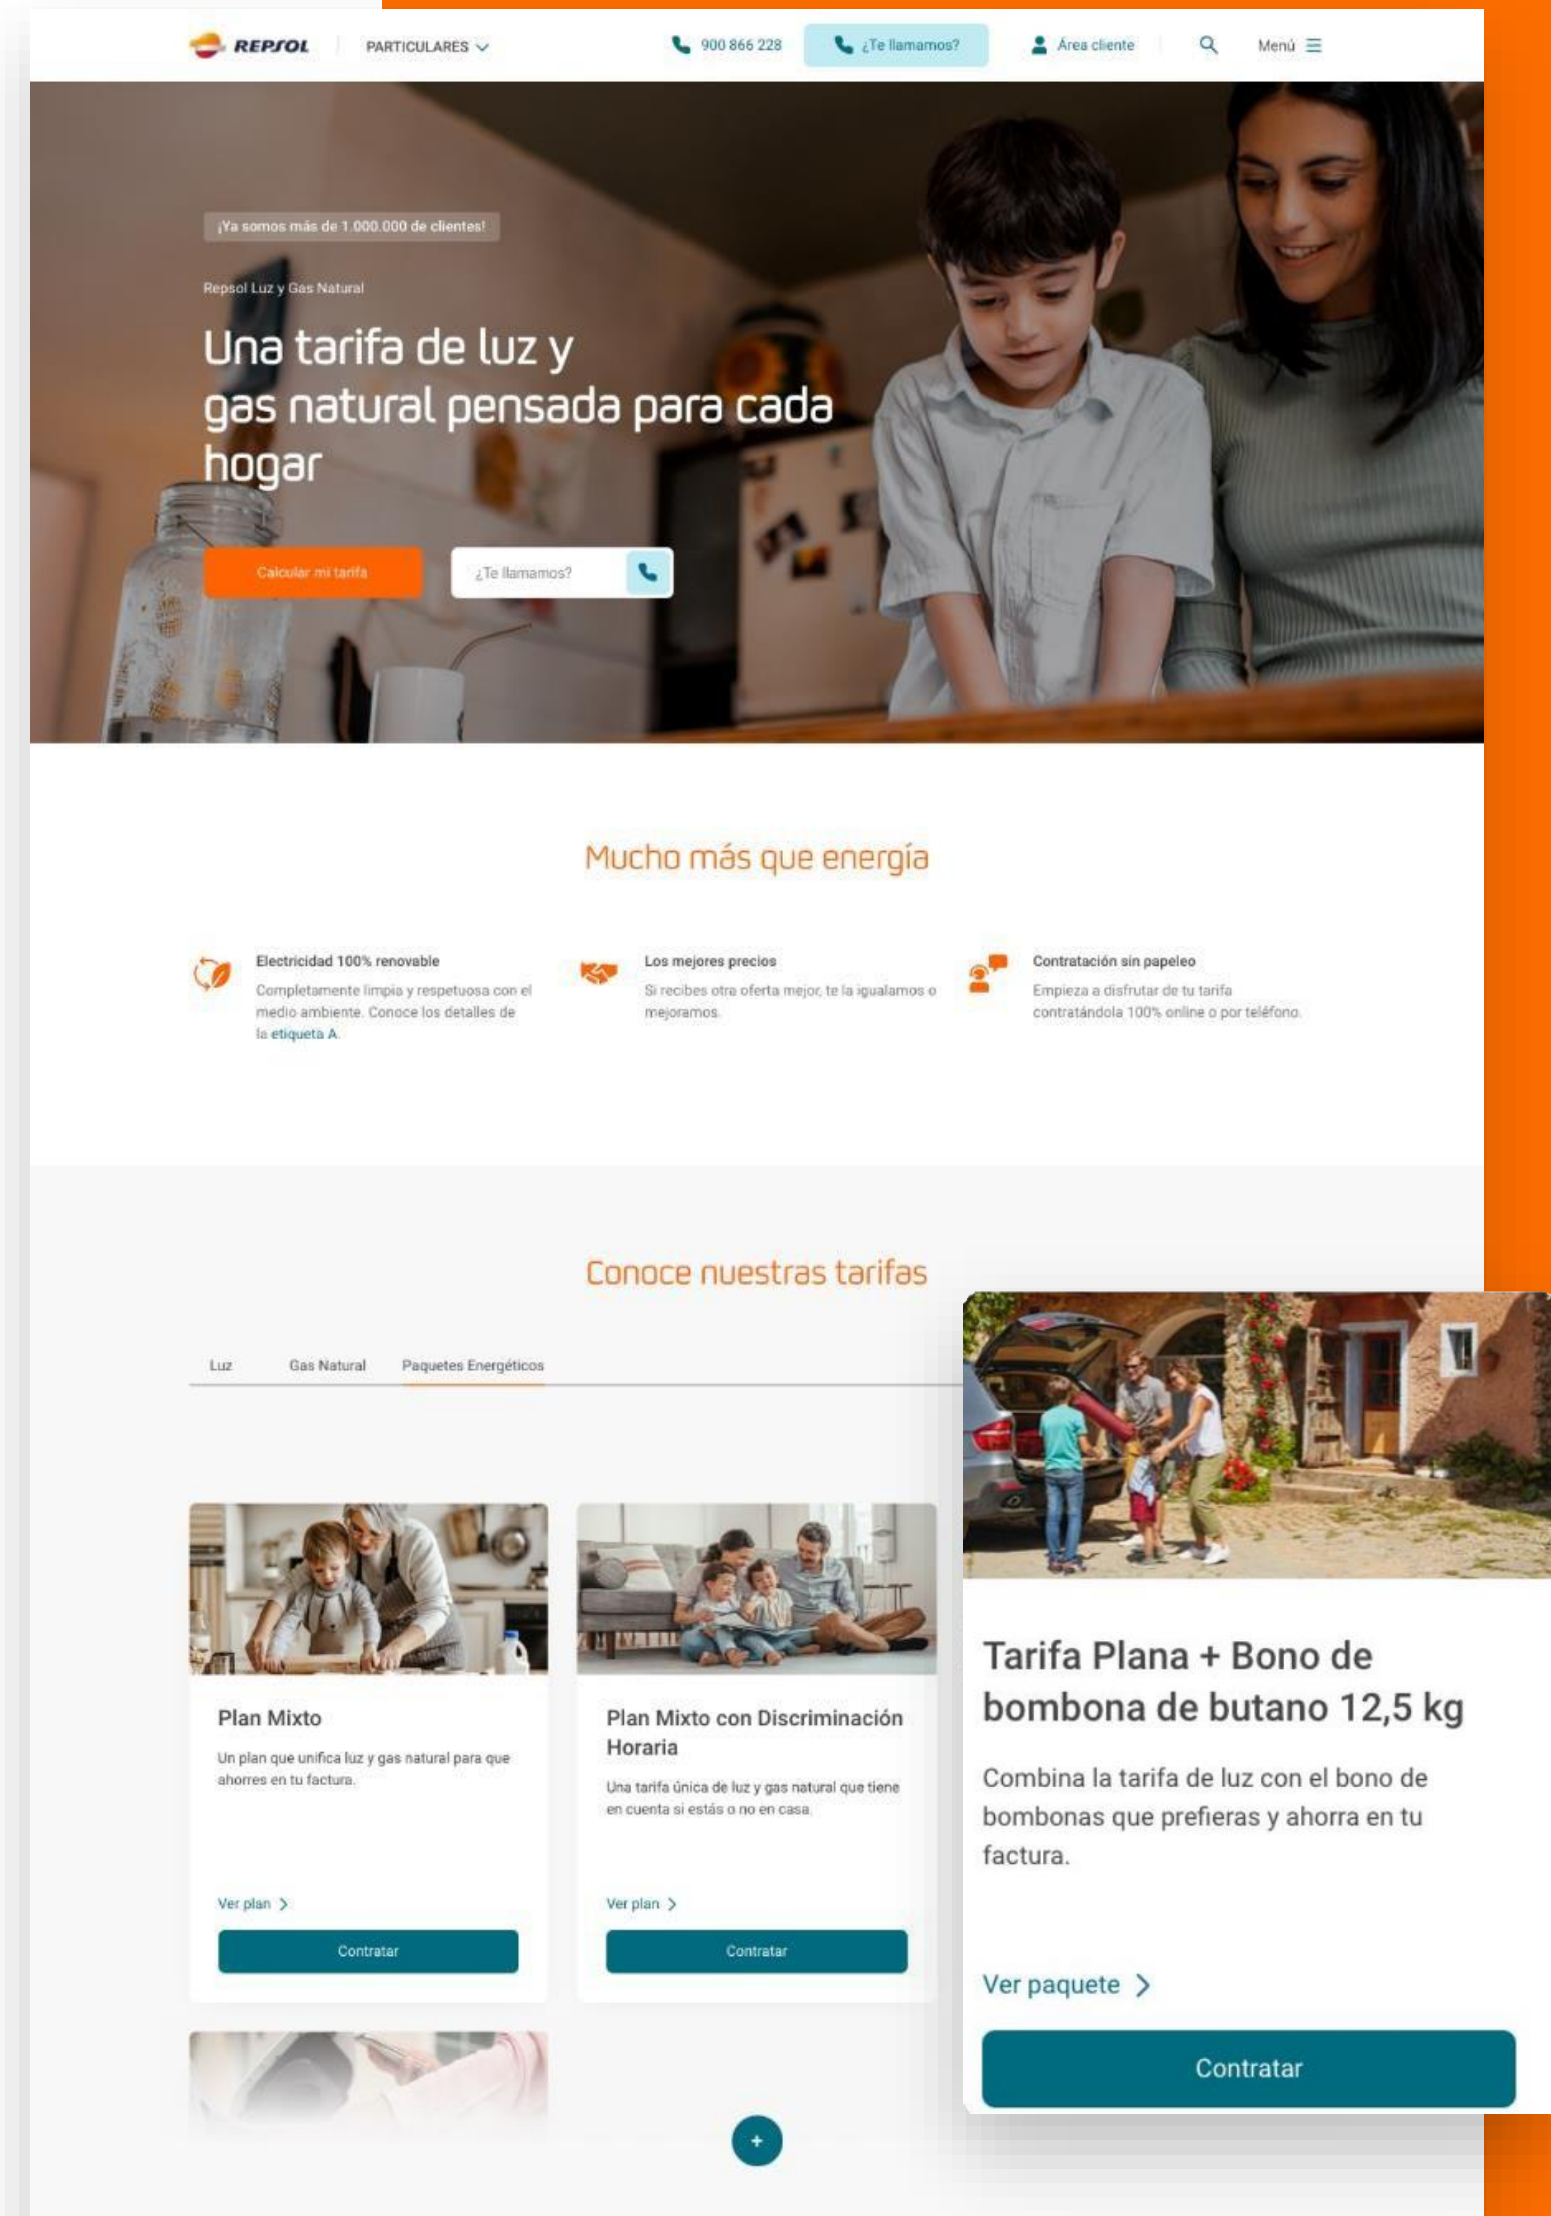 REPSOL
PARTICULARES
900 866 228
¿Te llamamos?
Área cliente
Menú
¡Ya somos más de 1.000.000 de clientes!
Repsol Luz y Gas Natural
Una tarifa de luz y
gas natural pensada para cada
hogar
Calcular mi tarifa
¿Te llamamos?
Mucho más que energía
Electricidad 100% renovable
Completamente limpia y respetuosa con el
medio ambiente. Conoce los detalles de
la etiqueta A.
Los mejores precios
Si recibes otra oferta mejor, te la igualamos o
mejoramos.
Contratación sin papeleo
Empieza a disfrutar de tu tarifa
contratándola 100% online o por teléfono.
Conoce nuestras tarifas
Luz
Gas Natural
Paquetes Energéticos
Plan Mixto
Un plan que unifica luz y gas natural para que
ahorres en tu factura.
Ver plan
Contratar
Plan Mixto con Discriminación
Horaria
Una tarifa única de luz y gas natural que tiene
en cuenta si estás o no en casa.
Ver plan
Contratar
Tarifa Plana + Bono de
bombona de butano 12,5 kg
Combina la tarifa de luz con el bono de
bombonas que prefieras y ahorra en tu
factura.
Ver paquete
Contratar
+